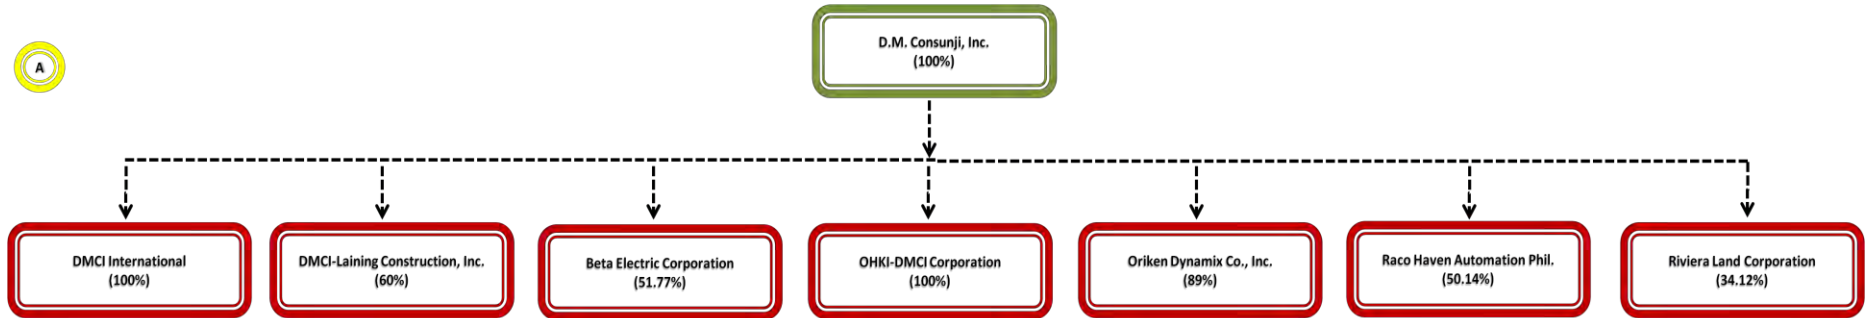 A
D.M. Consunji, Inc.
(100%)
DMCI International
(100%)
DMCI-Laining Construction, Inc.
(60%)
Beta Electric Corporation
(51.77%)
OHKI-DMCI Corporation
(100%)
Oriken Dynamix Co., Inc.
(89%)
Raco Haven Automation Phil.
(50.14%)
Riviera Land Corporation
(34.12%)